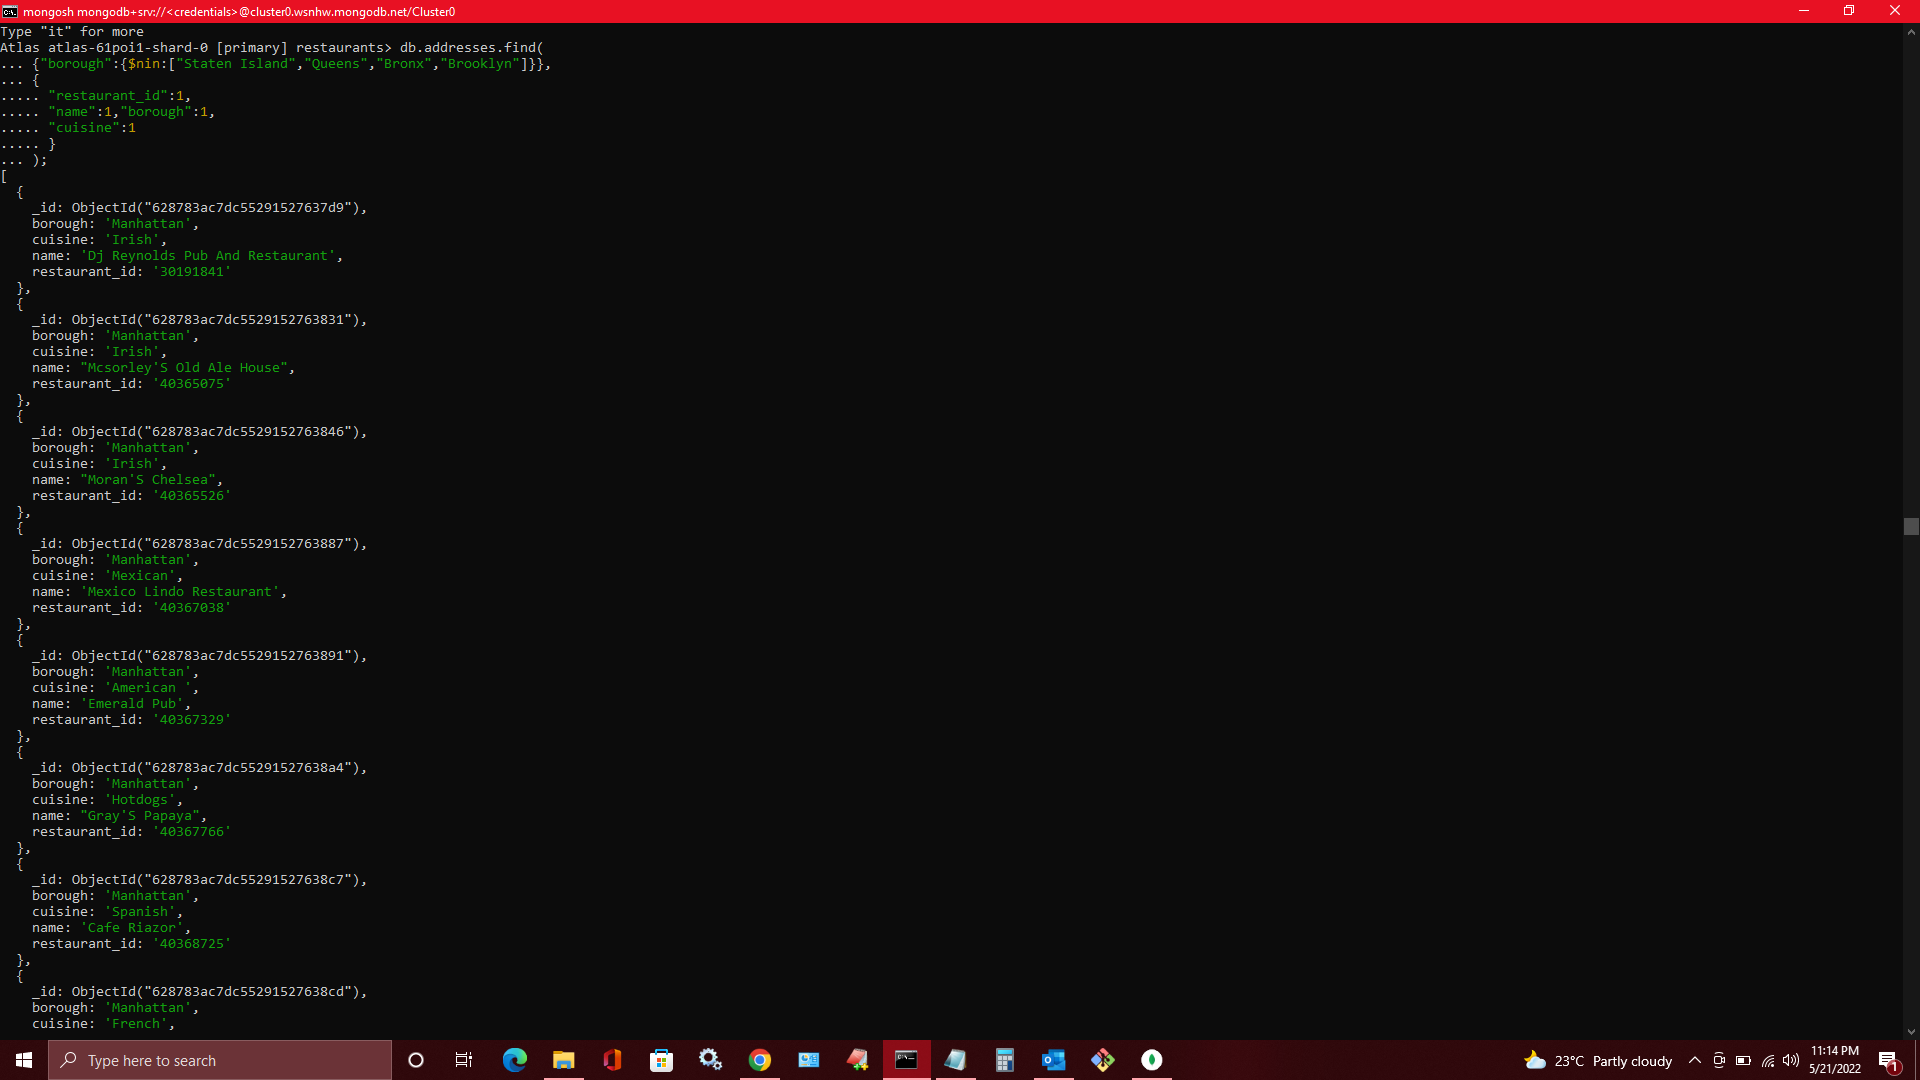 mongosh mongodb+srv://<credentials>@cluster0.wsnhw.mongodb.net/Cluster0
Type "it" for more
Atlas atlas-61poi1-shard-0 [primary] restaurants> db.addresses.find(
... {"borough":{$nin:["Staten Island","Queens","Bronx","Brooklyn"]}},
... {
..... "restaurant_id":1,
..... "name":1,"borough":1,
..... "cuisine":1
..... }
... );
[
  {
    _id: ObjectId("628783ac7dc55291527637d9"),
    borough: 'Manhattan',
    cuisine: 'Irish',
    name: 'Dj Reynolds Pub And Restaurant',
    restaurant_id: '30191841'
  },
  {
    _id: ObjectId("628783ac7dc5529152763831"),
    borough: 'Manhattan',
    cuisine: 'Irish',
    name: "Mcsorley'S Old Ale House",
    restaurant_id: '40365075'
  },
  {
    _id: ObjectId("628783ac7dc5529152763846"),
    borough: 'Manhattan',
    cuisine: 'Irish',
    name: "Moran'S Chelsea",
    restaurant_id: '40365526'
  },
  {
    _id: ObjectId("628783ac7dc5529152763887"),
    borough: 'Manhattan',
    cuisine: 'Mexican',
    name: 'Mexico Lindo Restaurant',
    restaurant_id: '40367038'
  },
  {
    _id: ObjectId("628783ac7dc5529152763891"),
    borough: 'Manhattan',
    cuisine: 'American ',
    name: 'Emerald Pub',
    restaurant_id: '40367329'
  },
  {
    _id: ObjectId("628783ac7dc55291527638a4"),
    borough: 'Manhattan',
    cuisine: 'Hotdogs',
    name: "Gray'S Papaya",
    restaurant_id: '40367766'
  },
  {
    _id: ObjectId("628783ac7dc55291527638c7"),
    borough: 'Manhattan',
    cuisine: 'Spanish',
    name: 'Cafe Riazor',
    restaurant_id: '40368725'
  },
  {
    _id: ObjectId("628783ac7dc55291527638cd"),
    borough: 'Manhattan',
    cuisine: 'French',
Type here to search
23°C Partly cloudy
11:14 PM
5/21/2022
1